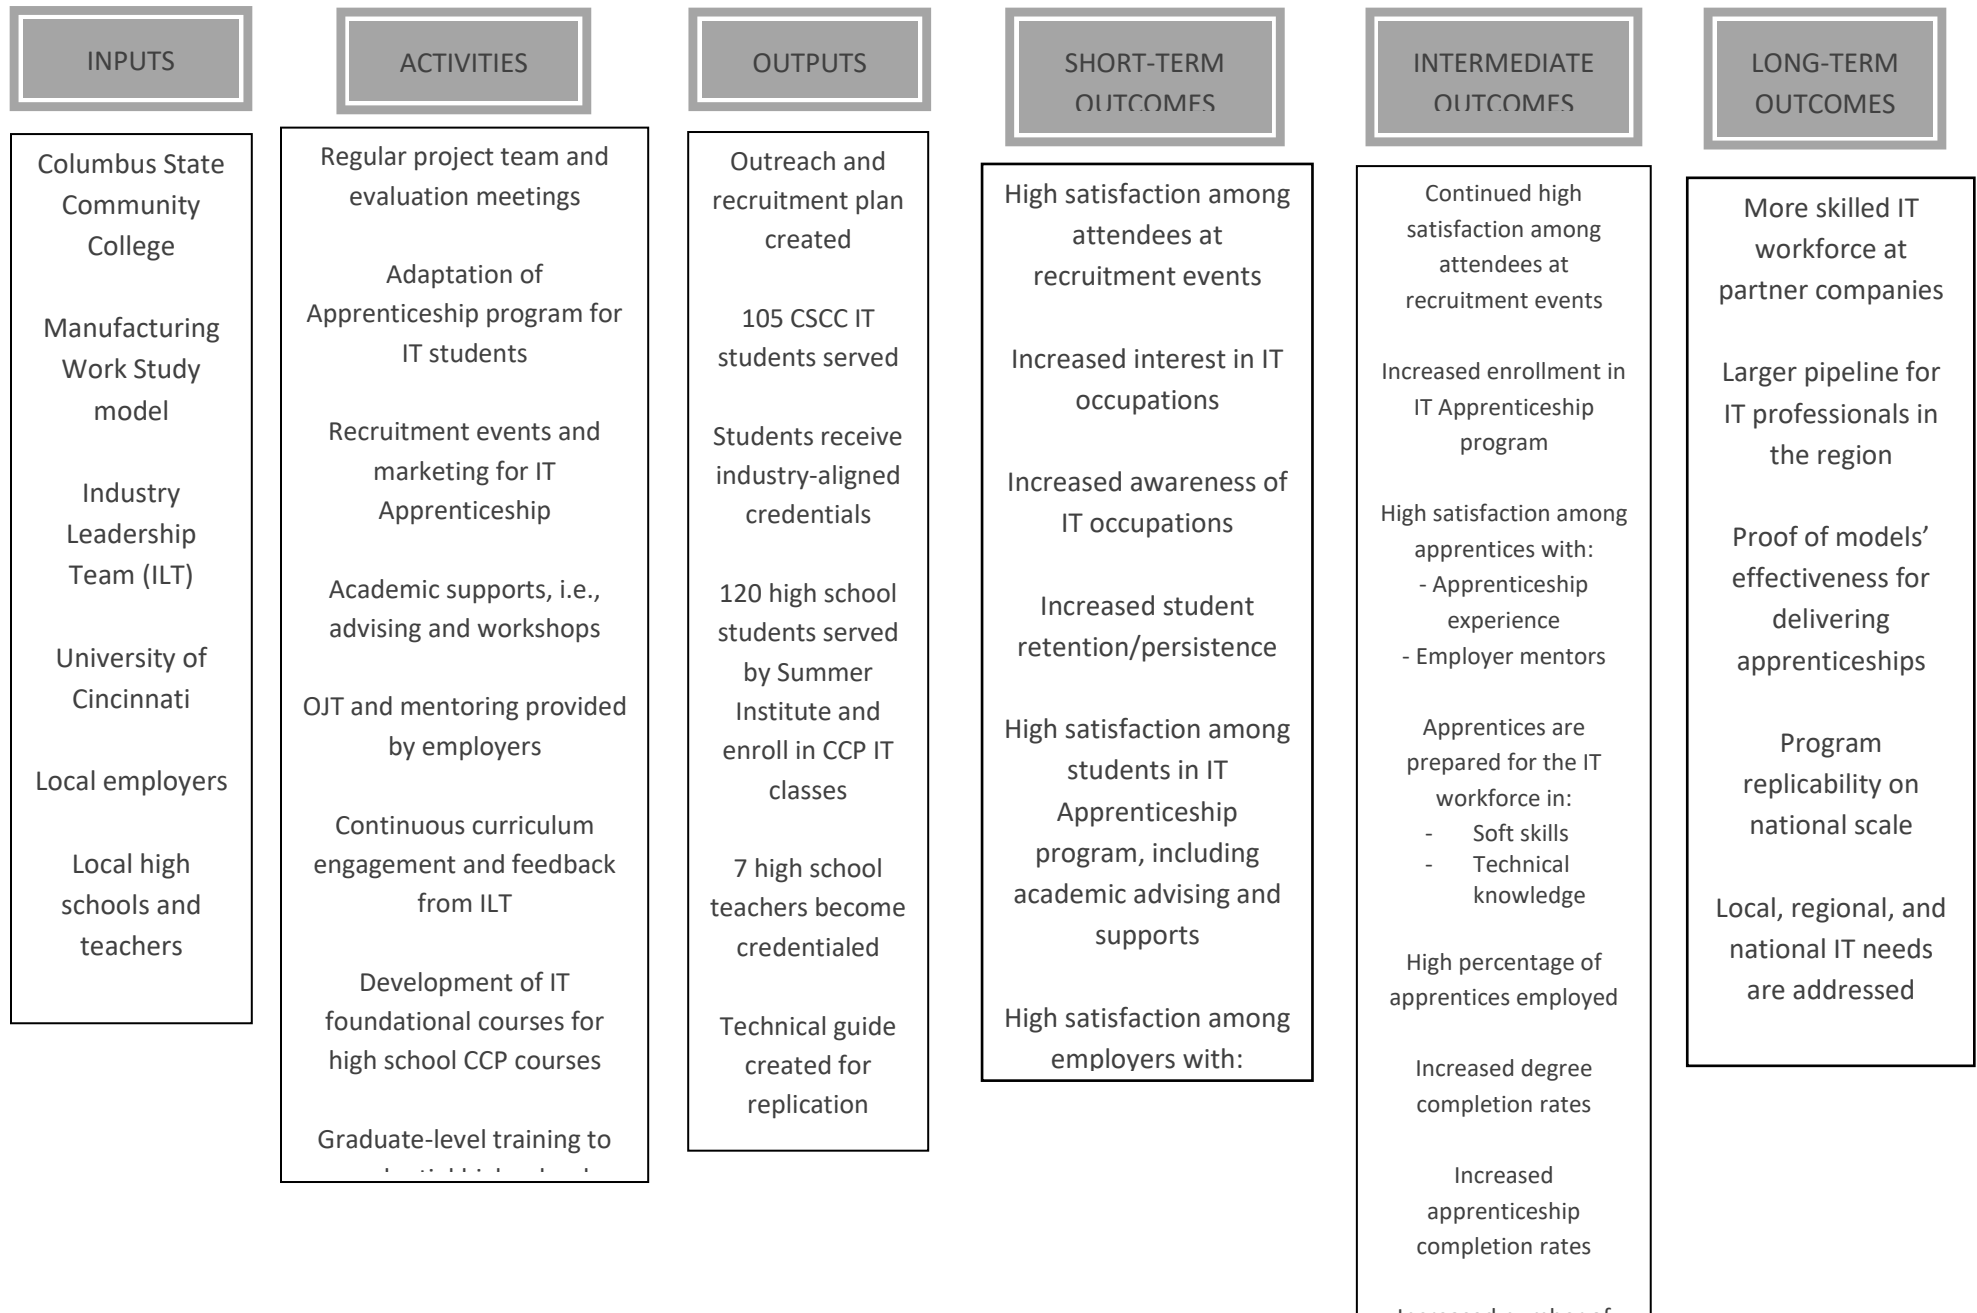 INPUTS
Columbus State
Community
College
Manufacturing
Work Study
model
Industry
Leadership
Team (ILT)
University of
Cincinnati
Local employers
Local high
schools and
teachers
ACTIVITIES
Regular project team and
evaluation meetings
Adaptation of
Apprenticeship program for
IT students
Recruitment events and
marketing for IT
Apprenticeship
Academic supports, i.e.,
advising and workshops
OJT and mentoring provided
by employers
Continuous curriculum
engagement and feedback
from ILT
Development of IT
foundational courses for
high school CCP courses
Graduate-level training to
OUTPUTS
Outreach and
recruitment plan
created
105 CSCC IT
students served
Students receive
industry-aligned
credentials
120 high school
students served
by Summer
Institute and
enroll in CCP IT
classes
7 high school
teachers become
credentialed
Technical guide
created for
replication
SHORT-TERM
OUTCOMES
High satisfaction among
attendees at
recruitment events
Increased interest in IT
occupations
Increased awareness of
IT occupations
Increased student
retention/persistence
High satisfaction among
students in IT
Apprenticeship
program, including
academic advising and
supports
High satisfaction among
employers with:
INTERMEDIATE
OUTCOMES
Continued high
satisfaction among
attendees at
recruitment events
Increased enrollment in
IT Apprenticeship
program
High satisfaction among
apprentices with:
- Apprenticeship
experience
- Employer mentors
Apprentices are
prepared for the IT
workforce in:
- Soft skills
- Technical
knowledge
High percentage of
apprentices employed
Increased degree
completion rates
Increased
apprenticeship
completion rates
Increased number of
LONG-TERM
OUTCOMES
More skilled IT
workforce at
partner companies
Larger pipeline for
IT professionals in
the region
Proof of models’
effectiveness for
delivering
apprenticeships
Program
replicability on
national scale
Local, regional, and
national IT needs
are addressed